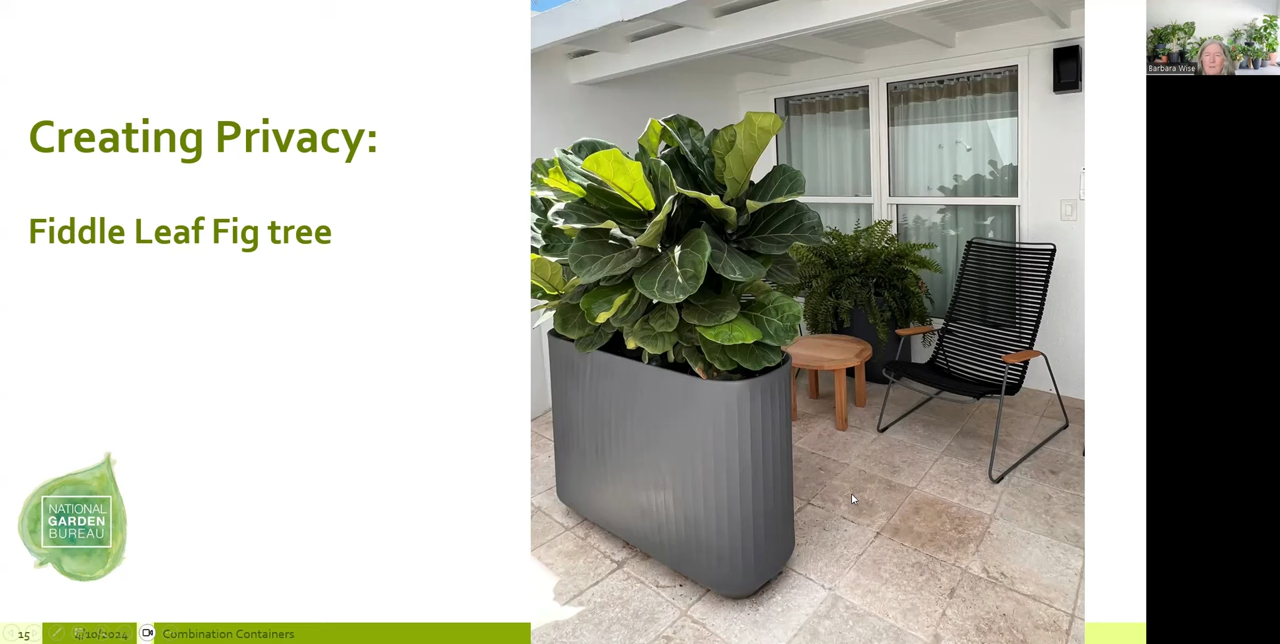 Creating Privacy:
Fiddle Leaf Fig tree
NATIONAL
GARDEN
BUREAU
15
4/10/2024
Combination Containers
Barbara Wise